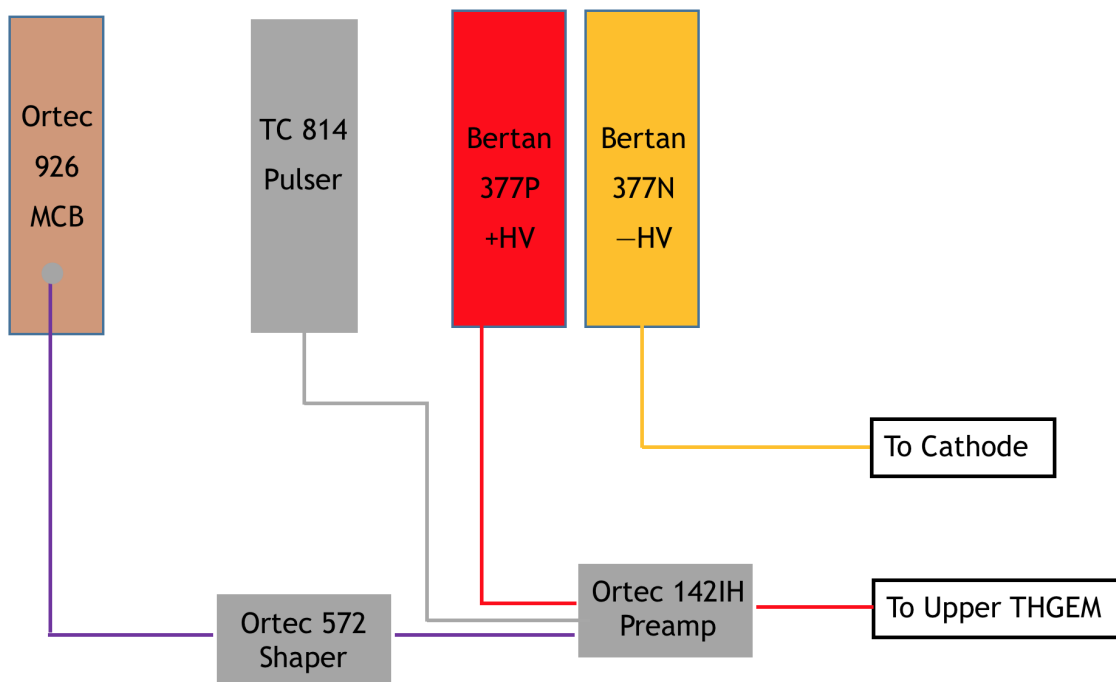 Ortec
926
MCB
TC 814
Pulser
Bertan
377P
+HV
Bertan
377N
−HV
To Cathode
Ortec 142IH
Preamp
To Upper THGEM
Ortec 572
Shaper